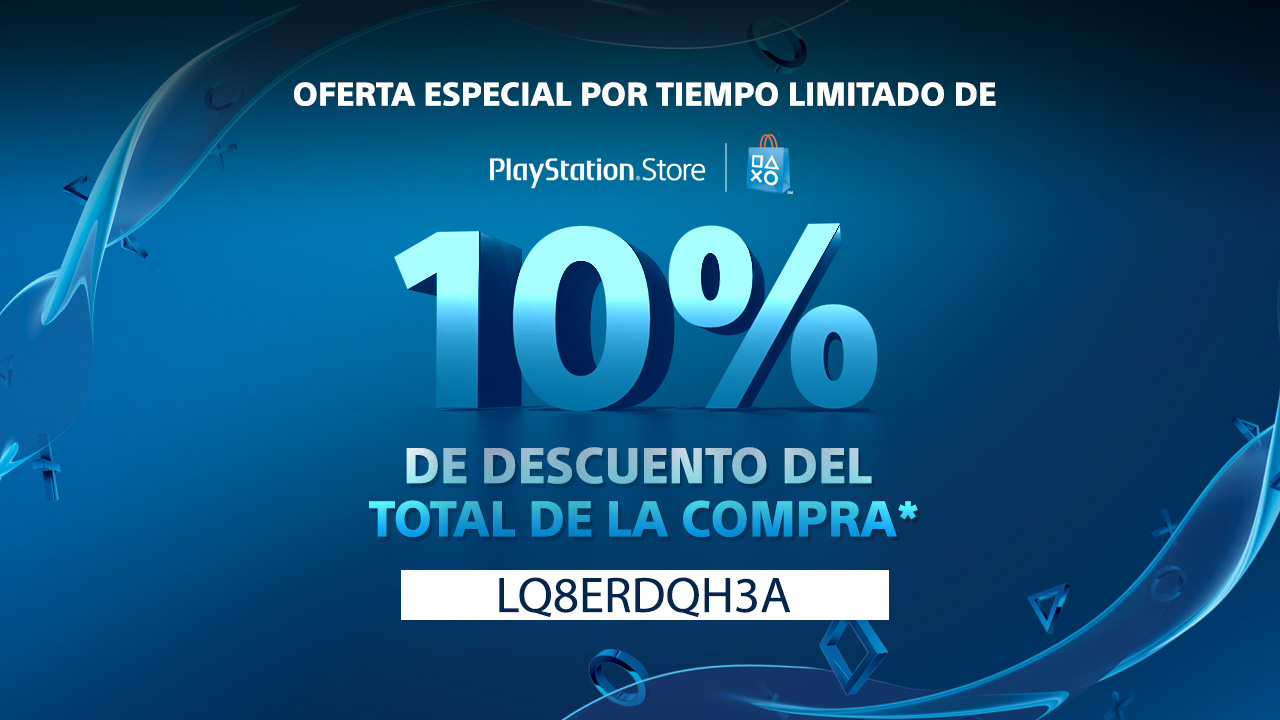 OFERTA ESPECIAL POR TIEMPO LIMITADO DE
PlayStation®Store
10%
DE DESCUENTO DEL
TOTAL DE LA COMPRA*
LQ8ERDQH3A